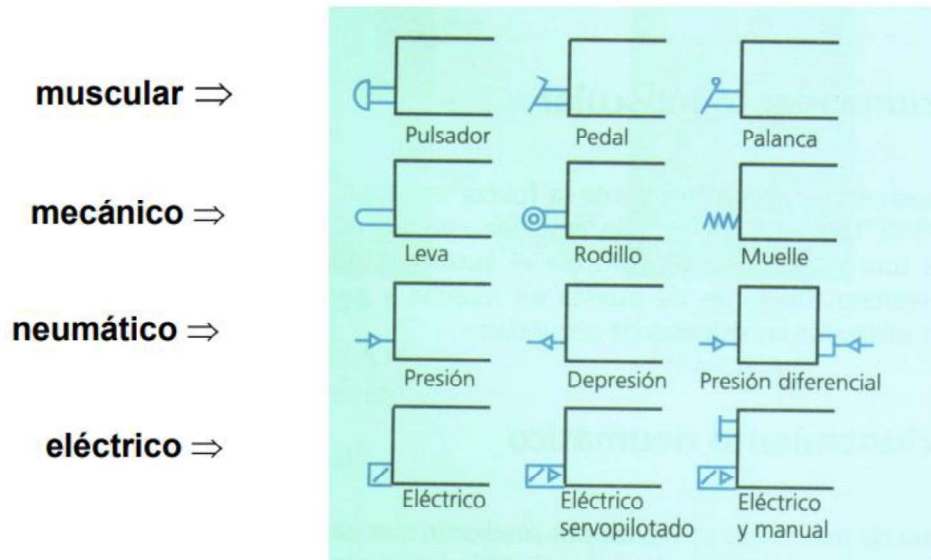 muscular ⇒
Pulsador Pedal Palanca
mecánico ⇒
Leva Rodillo Muelle
neumático ⇒
Presión Depresión Presión diferencial
eléctrico ⇒
Eléctrico Eléctrico servopilotado Eléctrico y manual